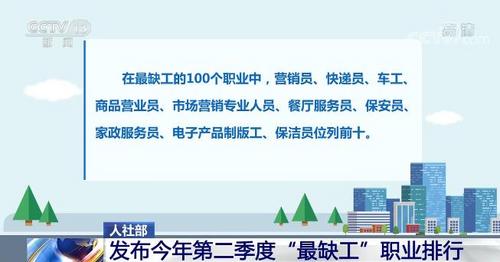 CCTV 13
新闻
高清
在最缺工的100个职业中，营销员、快递员、车工、
商品营业员、市场营销专业人员、餐厅服务员、保安员、
家政服务员、电子产品制版工、保洁员位列前十。
人社部
发布今年第二季度“最缺工”职业排行